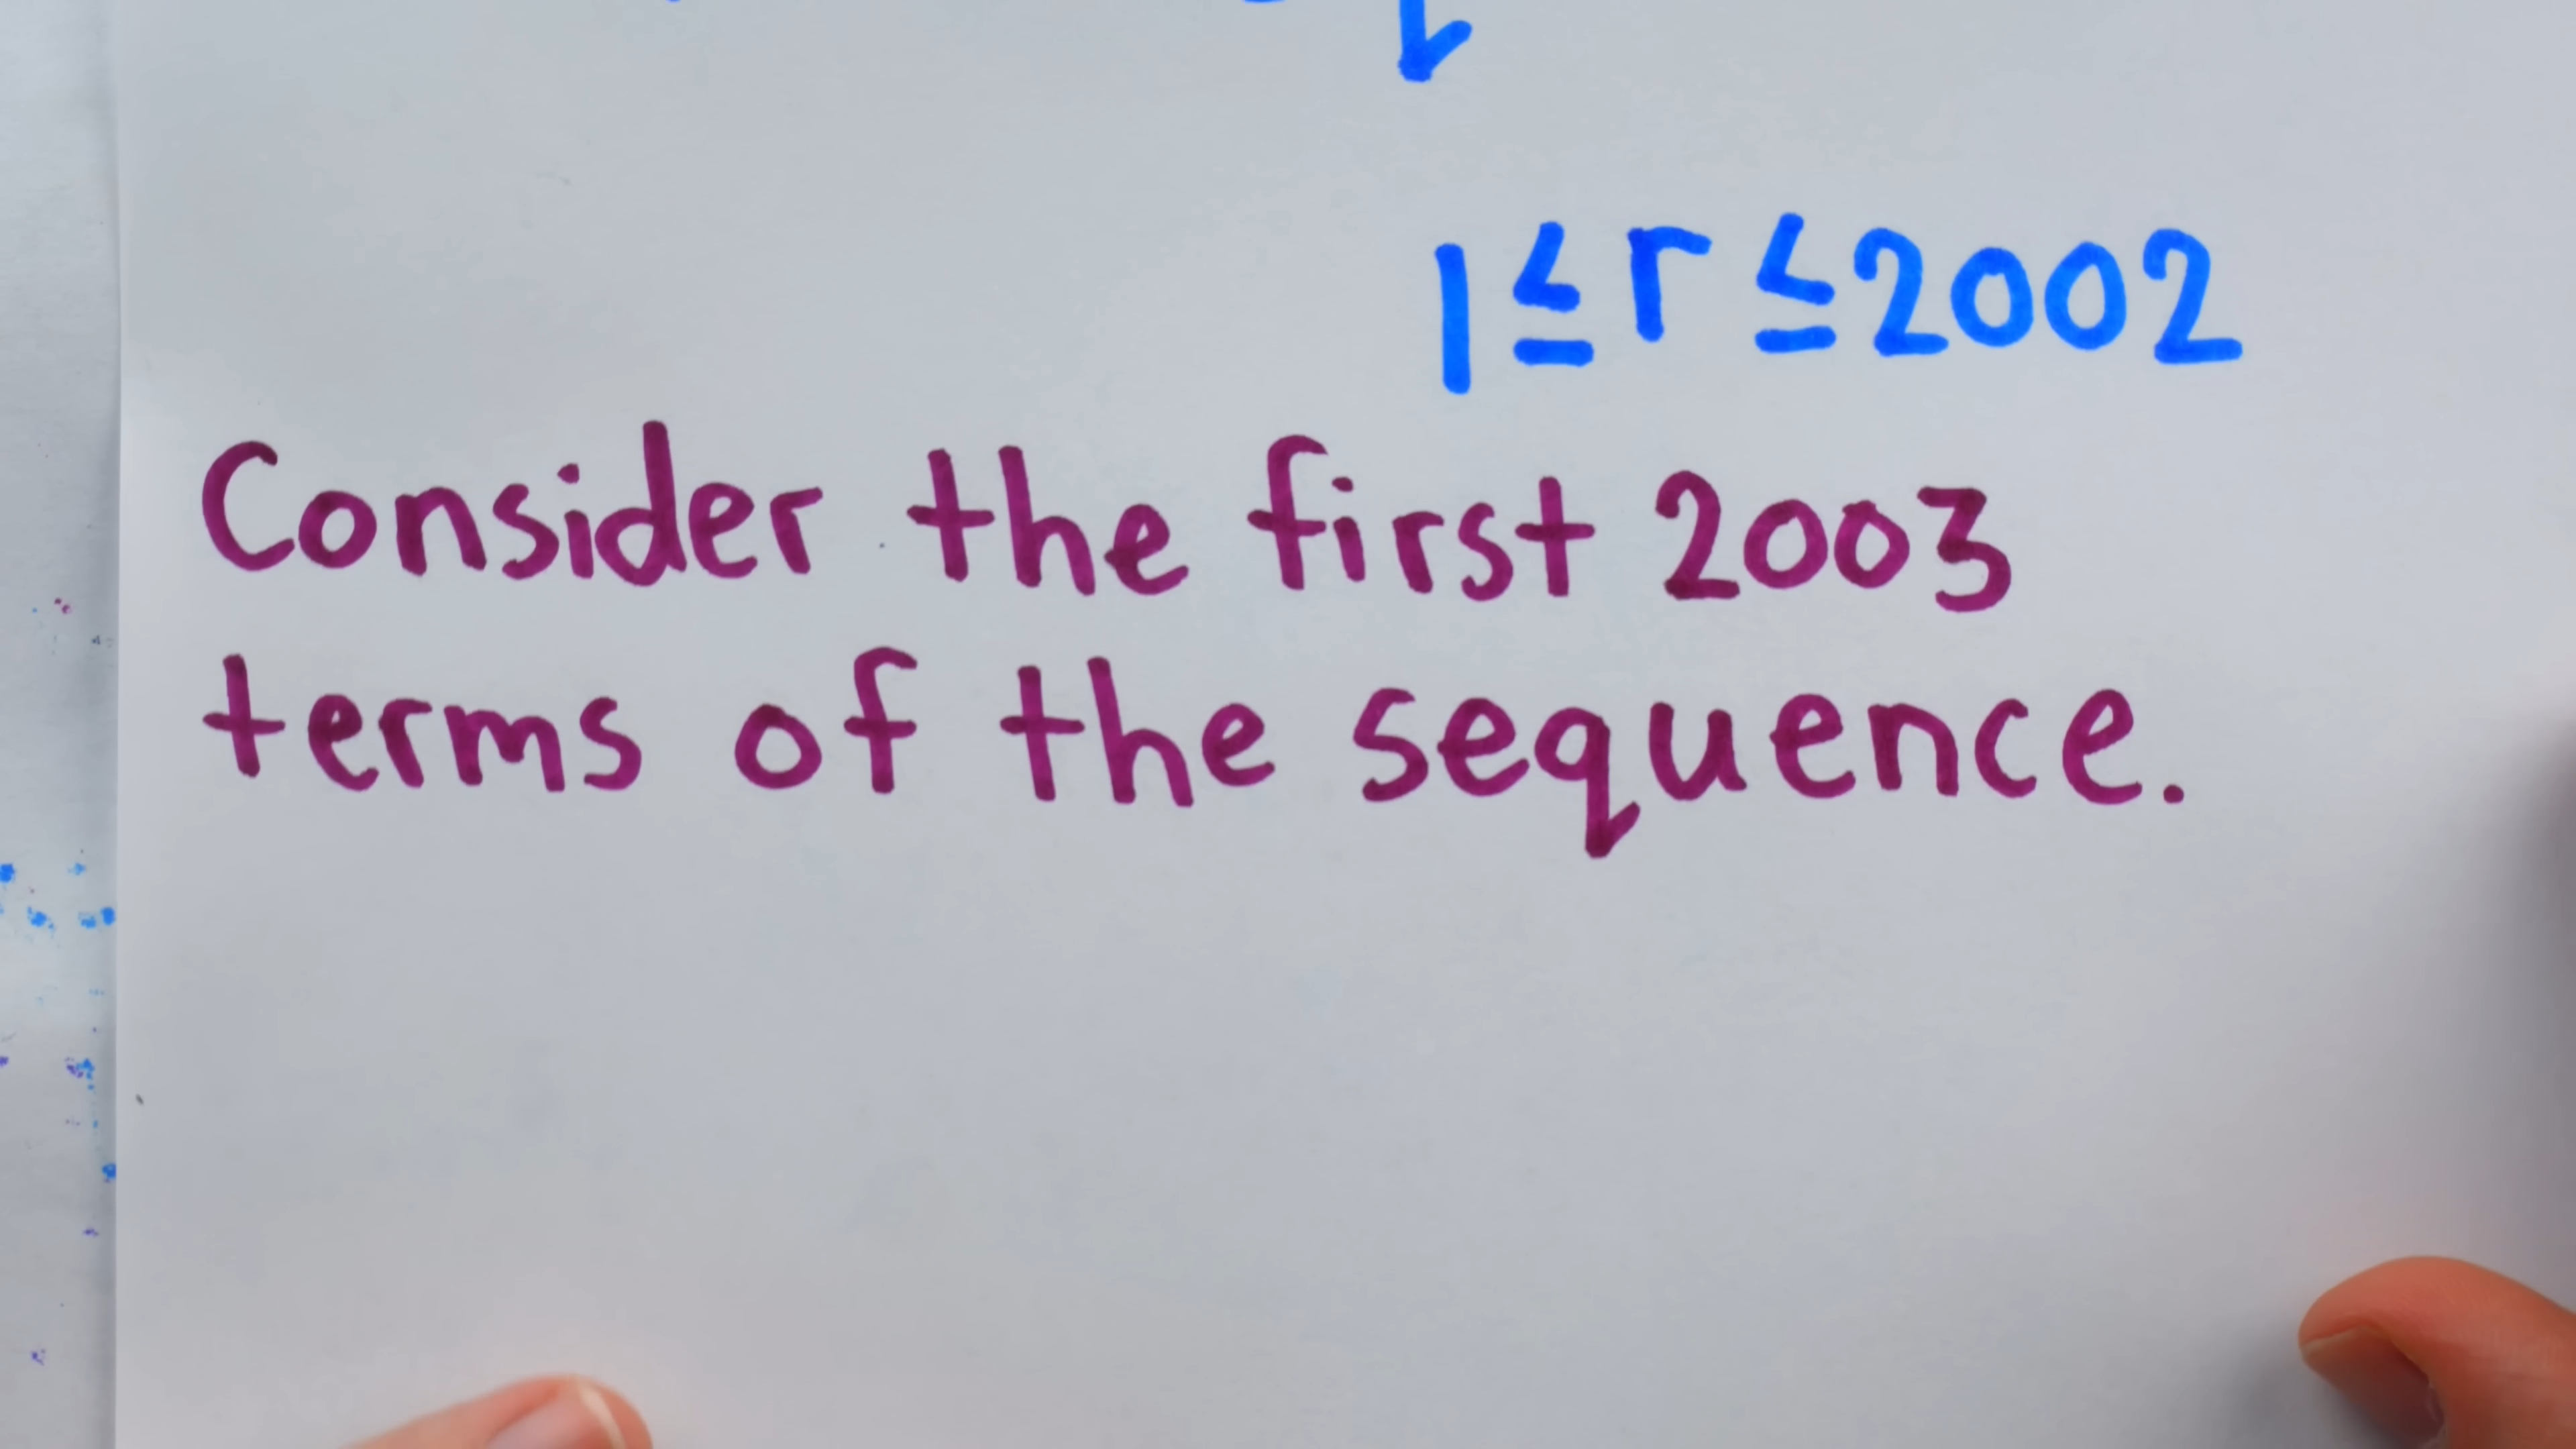 1 ≤ r ≤ 2002
Consider the first 2003
terms of the sequence.